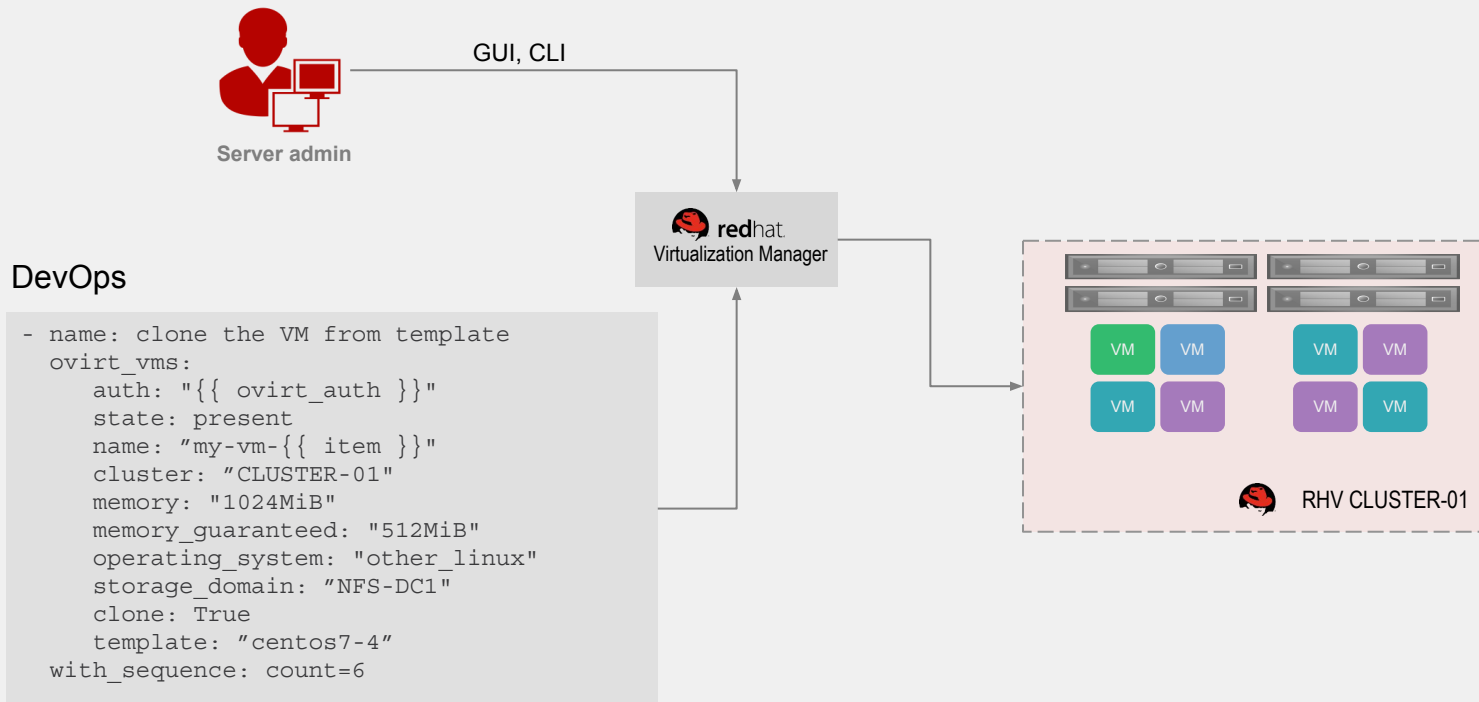 GUI, CLI
Server admin
redhat.
Virtualization Manager
DevOps
- name: clone the VM from template
  ovirt_vms:
     auth: "{{ ovirt_auth }}"
     state: present
     name: ”my-vm-{{ item }}"
     cluster: ”CLUSTER-01"
     memory: "1024MiB"
     memory_guaranteed: "512MiB"
     operating_system: "other_linux"
     storage_domain: ”NFS-DC1"
     clone: True
     template: ”centos7-4”
  with_sequence: count=6
VM VM VM VM
VM VM VM VM
RHV CLUSTER-01